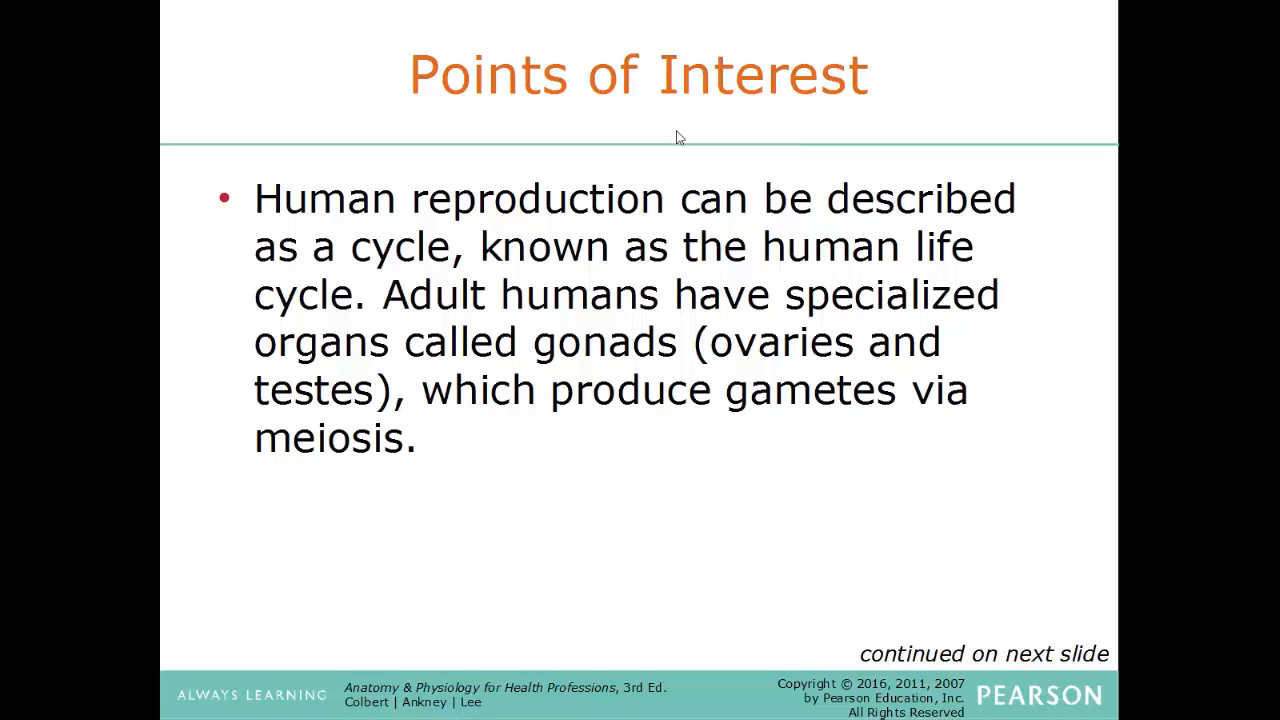 Points of Interest
• Human reproduction can be described
as a cycle, known as the human life
cycle. Adult humans have specialized
organs called gonads (ovaries and
testes), which produce gametes via
meiosis.
continued on next slide
ALWAYS LEARNING
Anatomy & Physiology for Health Professions, 3rd Ed.
Colbert | Ankney | Lee
Copyright © 2016, 2011, 2007
by Pearson Education, Inc.
All Rights Reserved
PEARSON